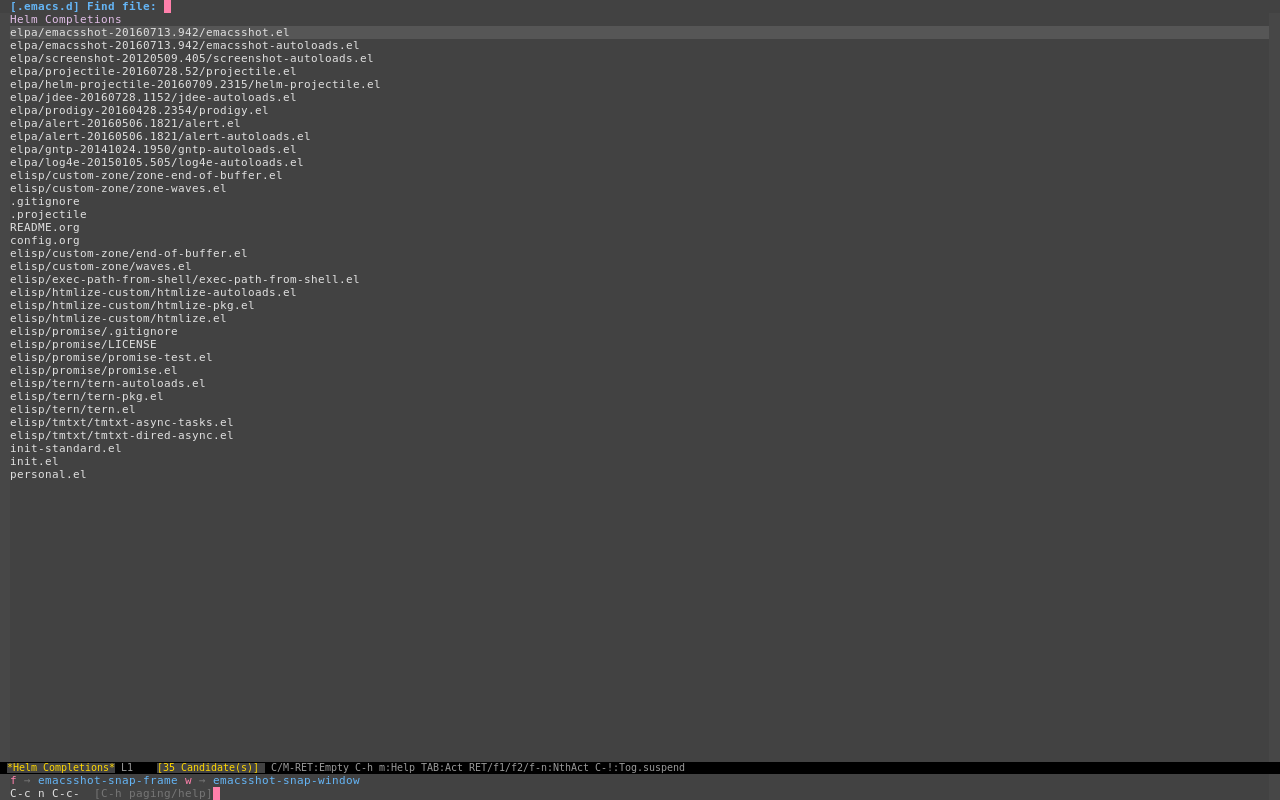 [.emacs.d] Find file:
Helm Completions
elpa/emacsshot-20160713.942/emacsshot.el
elpa/emacsshot-20160713.942/emacsshot-autoloads.el
elpa/screenshot-20120509.405/screenshot-autoloads.el
elpa/projectile-20160728.52/projectile.el
elpa/helm-projectile-20160709.2315/helm-projectile.el
elpa/jdee-20160728.1152/jdee-autoloads.el
elpa/prodigy-20160428.2354/prodigy.el
elpa/alert-20160506.1821/alert.el
elpa/alert-20160506.1821/alert-autoloads.el
elpa/gntp-20141024.1950/gntp-autoloads.el
elpa/log4e-20150105.505/log4e-autoloads.el
elisp/custom-zone/zone-end-of-buffer.el
elisp/custom-zone/zone-waves.el
.gitignore
.projectile
README.org
config.org
elisp/custom-zone/end-of-buffer.el
elisp/custom-zone/waves.el
elisp/exec-path-from-shell/exec-path-from-shell.el
elisp/htmlize-custom/htmlize-autoloads.el
elisp/htmlize-custom/htmlize-pkg.el
elisp/htmlize-custom/htmlize.el
elisp/promise/.gitignore
elisp/promise/LICENSE
elisp/promise/promise-test.el
elisp/promise/promise.el
elisp/tern/tern-autoloads.el
elisp/tern/tern-pkg.el
elisp/tern/tern.el
elisp/tmtxt/tmtxt-async-tasks.el
elisp/tmtxt/tmtxt-dired-async.el
init-standard.el
init.el
personal.el
*Helm Completions* L1 [35 Candidate(s)] C/M-RET:Empty C-h m:Help TAB:Act RET/f1/f2/f-n:NthAct C-!:Tog.suspend
f → emacsshot-snap-frame w → emacsshot-snap-window
C-c n C-c- [C-h paging/help]